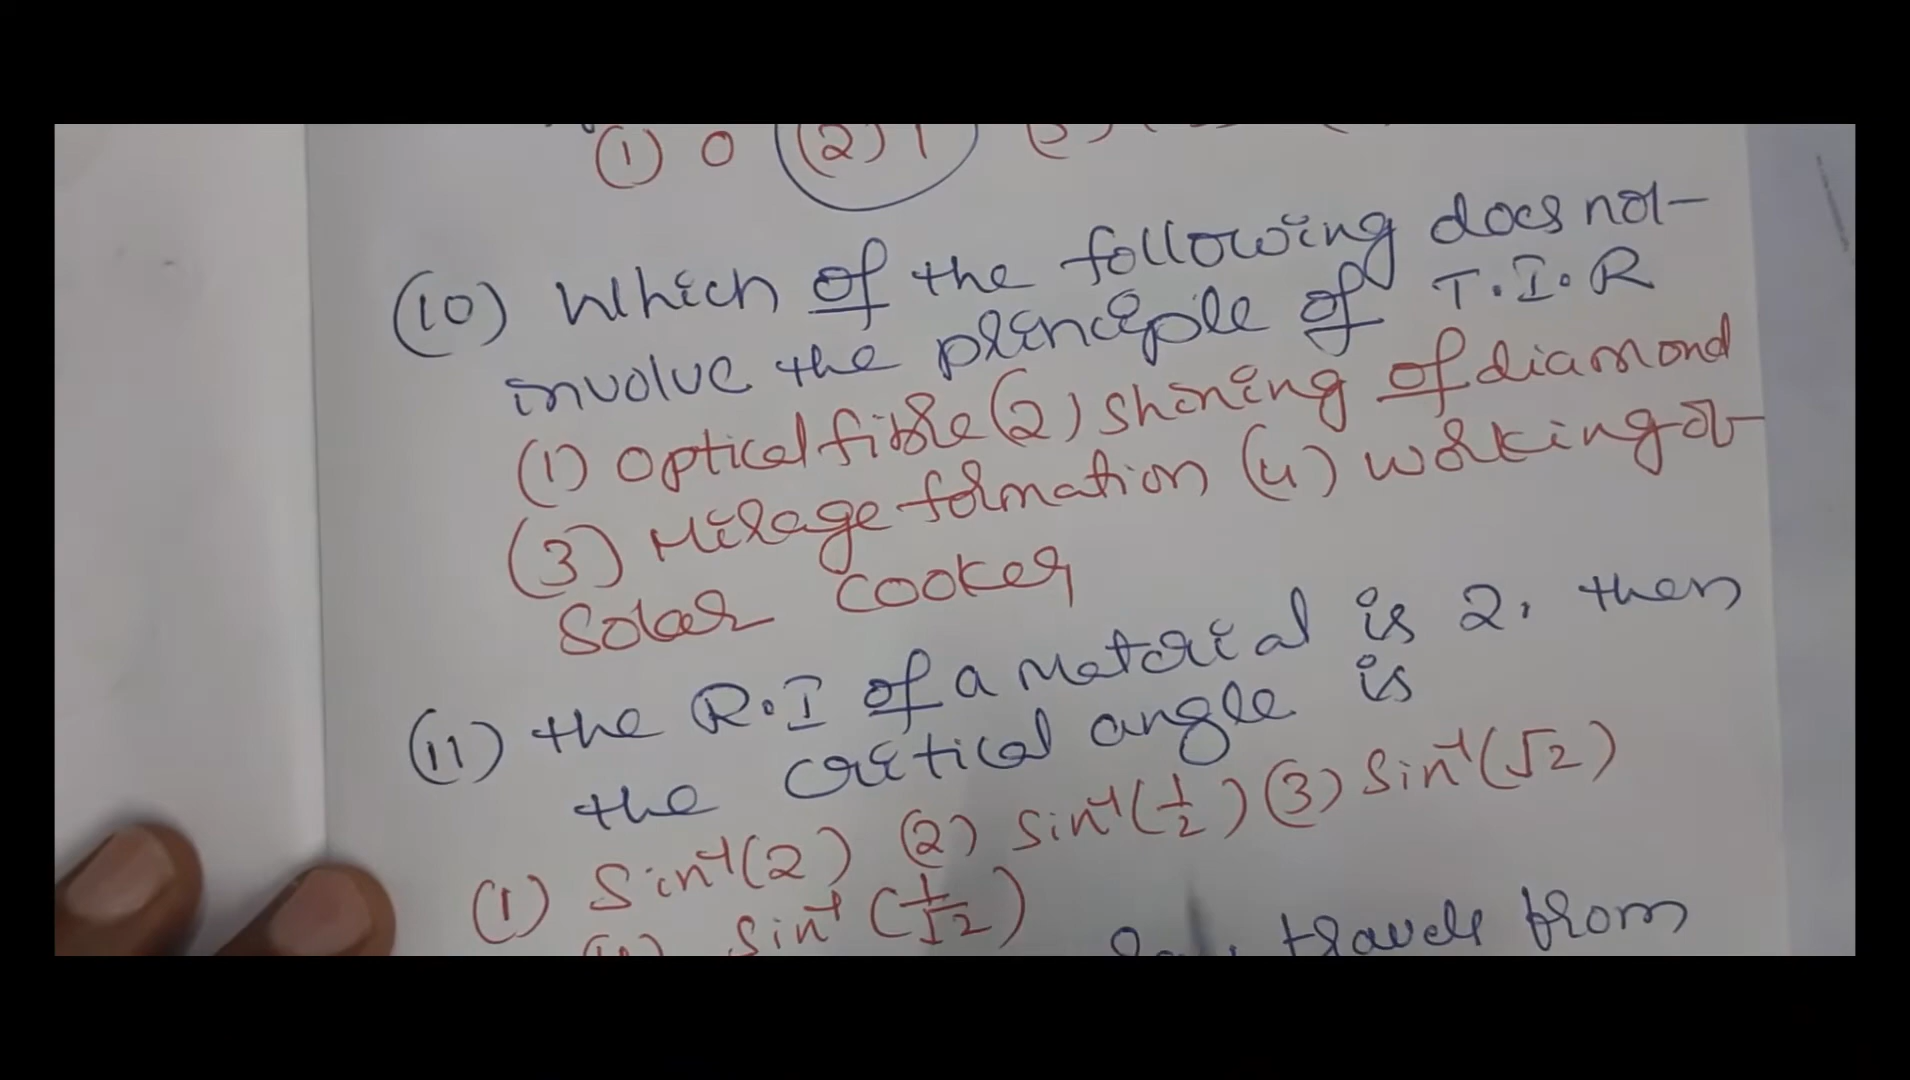 (1) 0 (2) 1
(10) Which of the following does not
involve the principle of T.I.R
(1) Optical fibre (2) Shining of diamond
(3) Mirage formation (4) working of
Solar cooker
(11) the R.I of a material is 2, then
the critical angle is
(1) Sin⁻¹(2) (2) Sin⁻¹(1/2) (3) Sin⁻¹(√2)
Sin⁻¹(1/√2)
travels from